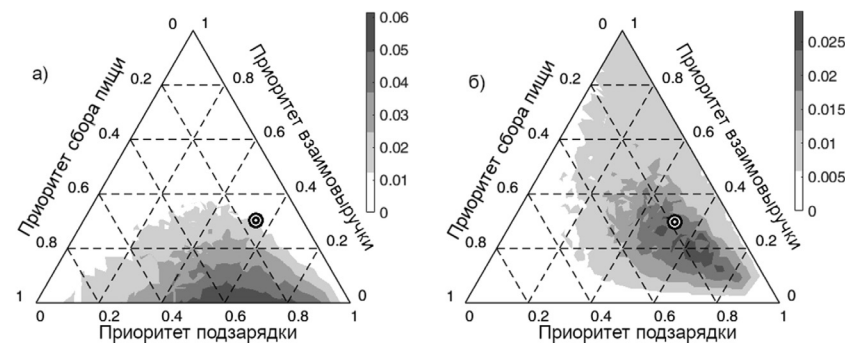 а)
0 1
0.2 0.8
0.4 0.6
0.6 0.4
0.8 0.2
1 0
0 0.2 0.4 0.6 0.8 1
Приоритет сбора пищи
Приоритет взаимовыручки
Приоритет подзарядки
0.06
0.05
0.04
0.03
0.02
0.01
0
б)
0 1
0.2 0.8
0.4 0.6
0.6 0.4
0.8 0.2
1 0
0 0.2 0.4 0.6 0.8 1
Приоритет сбора пищи
Приоритет взаимовыручки
Приоритет подзарядки
0.025
0.02
0.015
0.01
0.005
0